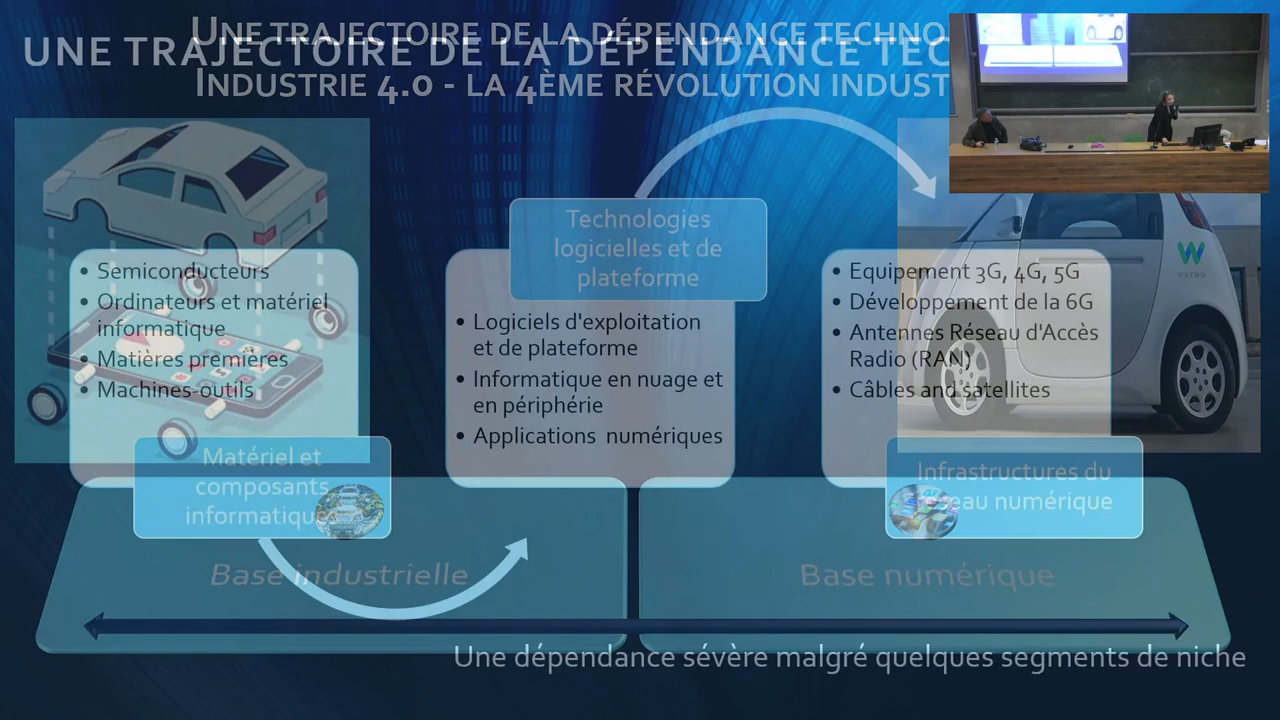 UNE TRAJECTOIRE DE LA DÉPENDANCE TECHNO
UNE TRAJECTOIRE DE LA DÉPENDANCE TEC
INDUSTRIE 4.0 - LA 4ÈME RÉVOLUTION INDUST
Technologies
logicielles et de
plateforme
• Semiconducteurs
• Ordinateurs et matériel
informatique
• Matières premières
• Machines-outils
• Logiciels d'exploitation
et de plateforme
• Informatique en nuage et
en périphérie
• Applications numériques
• Equipement 3G, 4G, 5G
• Développement de la 6G
• Antennes Réseau d'Accès
Radio (RAN)
• Câbles and satellites
WAYMO
Matériel et
composants
informatiqu
Infrastructures du
eau numérique
Base industrielle
Base numérique
Une dépendance sévère malgré quelques segments de niche